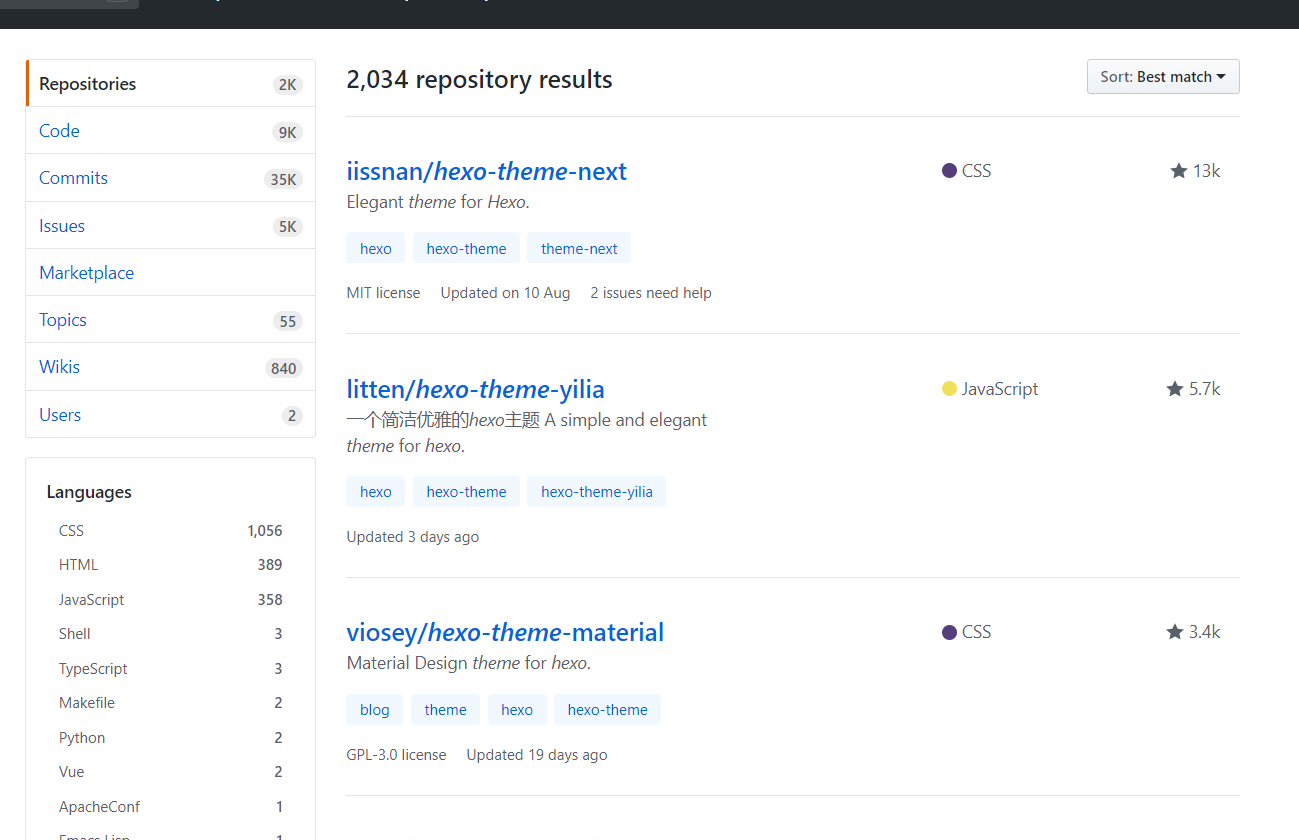 Repositories 2K
Code 9K
Commits 35K
Issues 5K
Marketplace
Topics 55
Wikis 840
Users 2
Languages
CSS 1,056
HTML 389
JavaScript 358
Shell 3
TypeScript 3
Makefile 2
Python 2
Vue 2
ApacheConf 1
2,034 repository results
Sort: Best match
iissnan/hexo-theme-next
CSS
13k
Elegant theme for Hexo.
hexo hexo-theme theme-next
MIT license Updated on 10 Aug 2 issues need help
litten/hexo-theme-yilia
JavaScript
5.7k
一个简洁优雅的hexo主题 A simple and elegant
theme for hexo.
hexo hexo-theme hexo-theme-yilia
Updated 3 days ago
viosey/hexo-theme-material
CSS
3.4k
Material Design theme for hexo.
blog theme hexo hexo-theme
GPL-3.0 license Updated 19 days ago